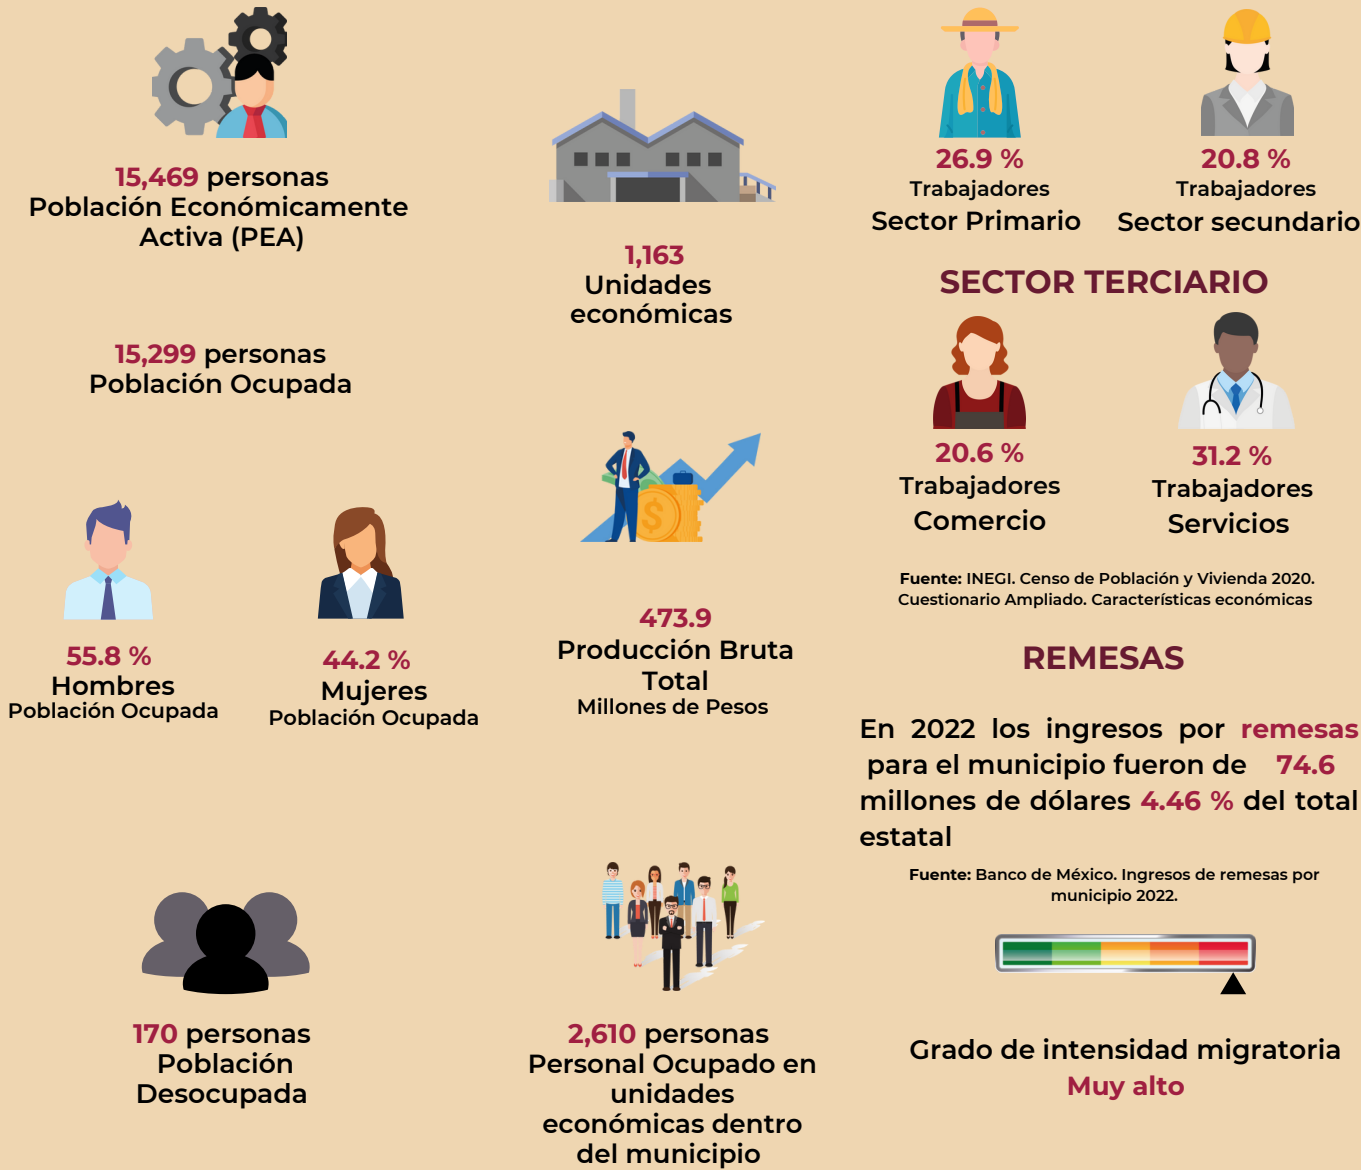 15,469 personas
Población Económicamente
Activa (PEA)
15,299 personas
Población Ocupada
55.8 %
Hombres
Población Ocupada
44.2 %
Mujeres
Población Ocupada
170 personas
Población
Desocupada
1,163
Unidades
económicas
473.9
Producción Bruta
Total
Millones de Pesos
2,610 personas
Personal Ocupado en
unidades
económicas dentro
del municipio
26.9 %
Trabajadores
Sector Primario
20.8 %
Trabajadores
Sector secundario
SECTOR TERCIARIO
20.6 %
Trabajadores
Comercio
31.2 %
Trabajadores
Servicios
Fuente: INEGI. Censo de Población y Vivienda 2020.
Cuestionario Ampliado. Características económicas
REMESAS
En 2022 los ingresos por remesas
para el municipio fueron de 74.6
millones de dólares 4.46 % del total
estatal
Fuente: Banco de México. Ingresos de remesas por
municipio 2022.
Grado de intensidad migratoria
Muy alto